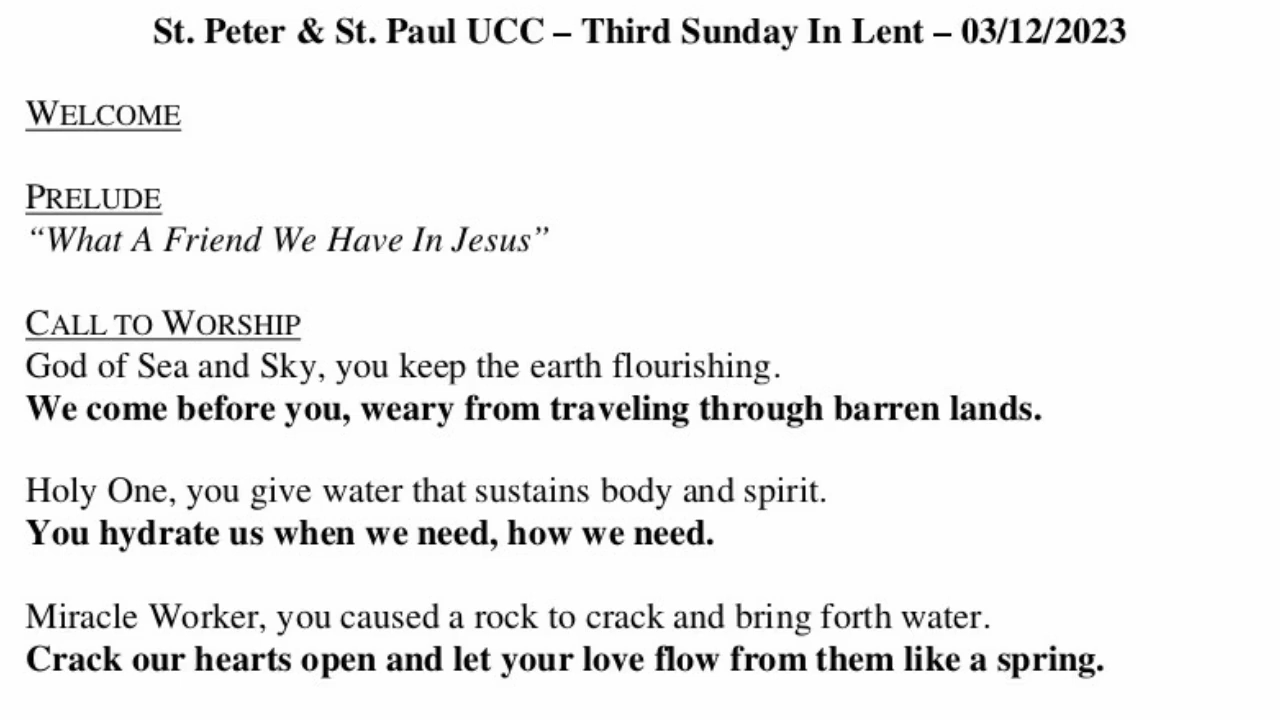 St. Peter & St. Paul UCC – Third Sunday In Lent – 03/12/2023
WELCOME
PRELUDE
“What A Friend We Have In Jesus”
CALL TO WORSHIP
God of Sea and Sky, you keep the earth flourishing.
We come before you, weary from traveling through barren lands.
Holy One, you give water that sustains body and spirit.
You hydrate us when we need, how we need.
Miracle Worker, you caused a rock to crack and bring forth water.
Crack our hearts open and let your love flow from them like a spring.